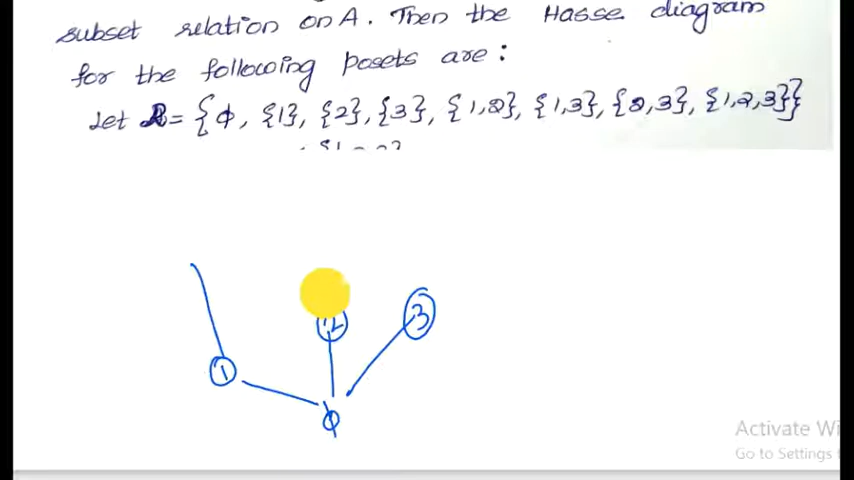 subset relation on A. Then the Hasse diagram
for the following posets are :
Let R = { φ, {1}, {2}, {3}, {1,2}, {1,3}, {2,3}, {1,2,3}}
2
3
1
φ
Activate Wi
Go to Settings